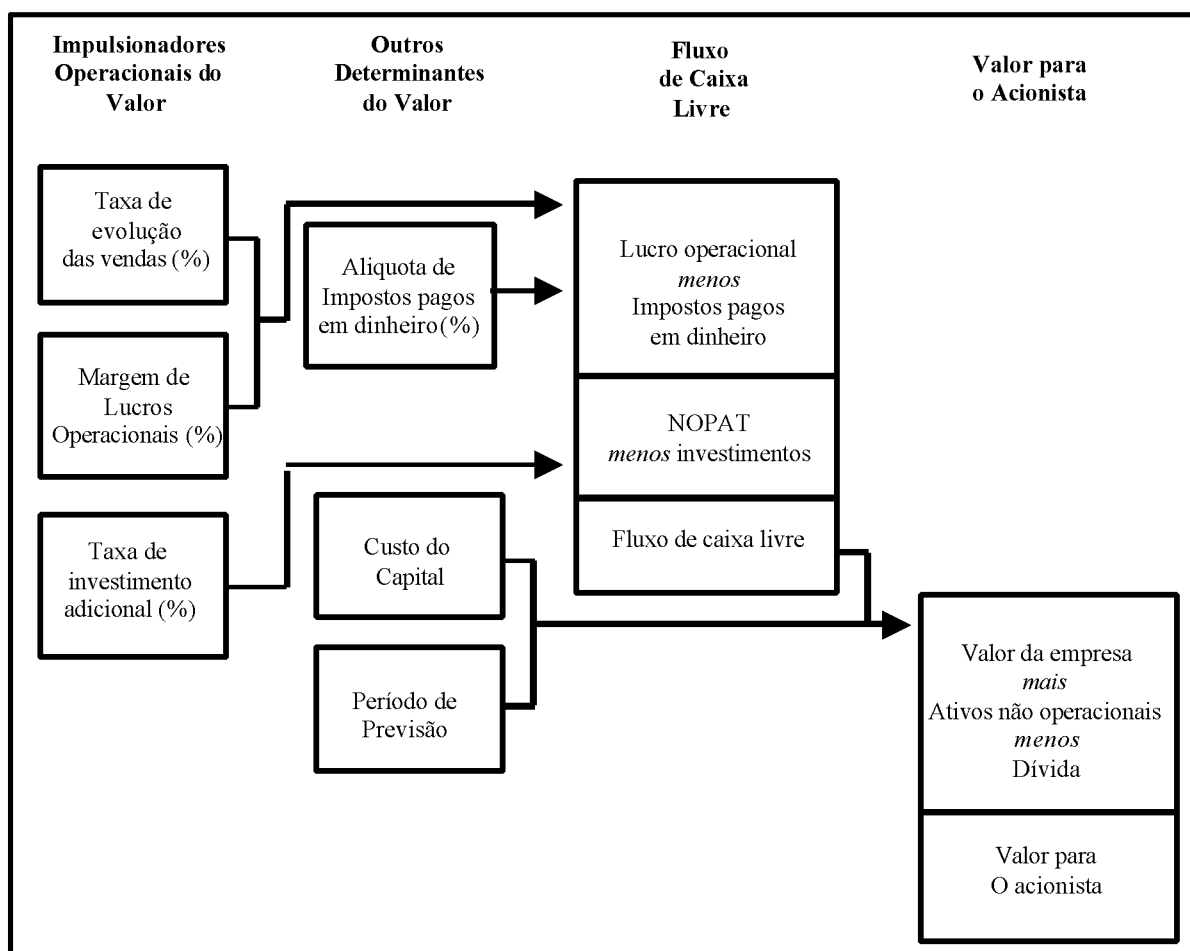 Impulsionadores
Operacionais do
Valor
Outros
Determinantes
do Valor
Fluxo
de Caixa
Livre
Valor para
o Acionista
Taxa de
evolução
das vendas (%)
Margem de
Lucros
Operacionais (%)
Taxa de
investimento
adicional (%)
Aliquota de
Impostos pagos
em dinheiro (%)
Custo do
Capital
Período de
Previsão
Lucro operacional
menos
Impostos pagos
em dinheiro
NOPAT
menos investimentos
Fluxo de caixa livre
Valor da empresa
mais
Ativos não operacionais
menos
Dívida
Valor para
O acionista